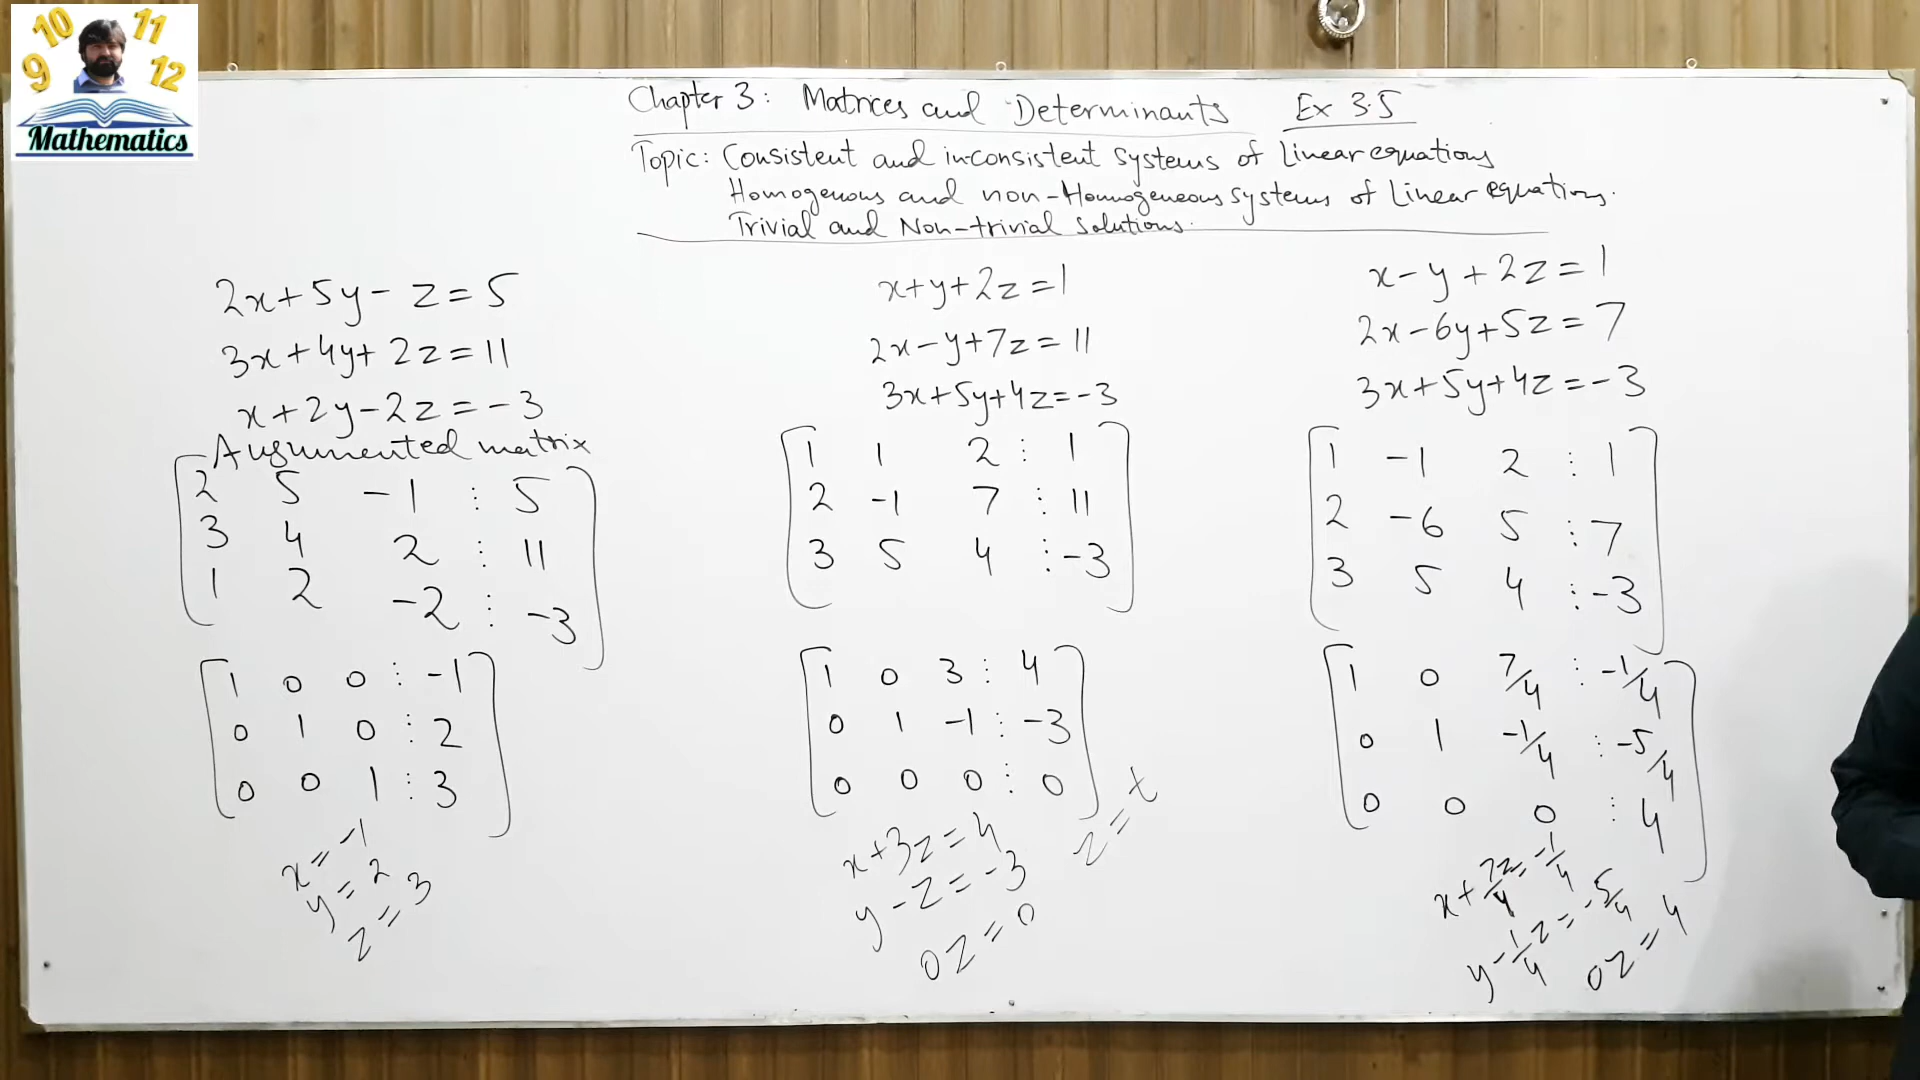 9 10 11 12
Mathematics
Chapter 3: Matrices and Determinants Ex 3.5
Topic: Consistent and inconsistent systems of Linear equations
Homogenous and non-Homogeneous systems of Linear equations.
Trivial and Non-trivial Solutions.
2x+5y-z=5
3x+4y+2z=11
x+2y-2z=-3
Augumented matrix
2 5 -1 ⋮ 5
3 4 2 ⋮ 11
1 2 -2 ⋮ -3
1 0 0 ⋮ -1
0 1 0 ⋮ 2
0 0 1 ⋮ 3
x=-1
y=2
z=3
x+y+2z=1
2x-y+7z=11
3x+5y+4z=-3
1 1 2 ⋮ 1
2 -1 7 ⋮ 11
3 5 4 ⋮ -3
1 0 3 ⋮ 4
0 1 -1 ⋮ -3
0 0 0 ⋮ 0
x+3z=4
y-z=-3
0z=0
z=t
x-y+2z=1
2x-6y+5z=7
3x+5y+4z=-3
1 -1 2 ⋮ 1
2 -6 5 ⋮ 7
3 5 4 ⋮ -3
1 0 7/4 ⋮ -1/4
0 1 -1/4 ⋮ -5/4
0 0 0 ⋮ 4
x+7z/4=-1/4
y-1/4z=-5/4
0z=4